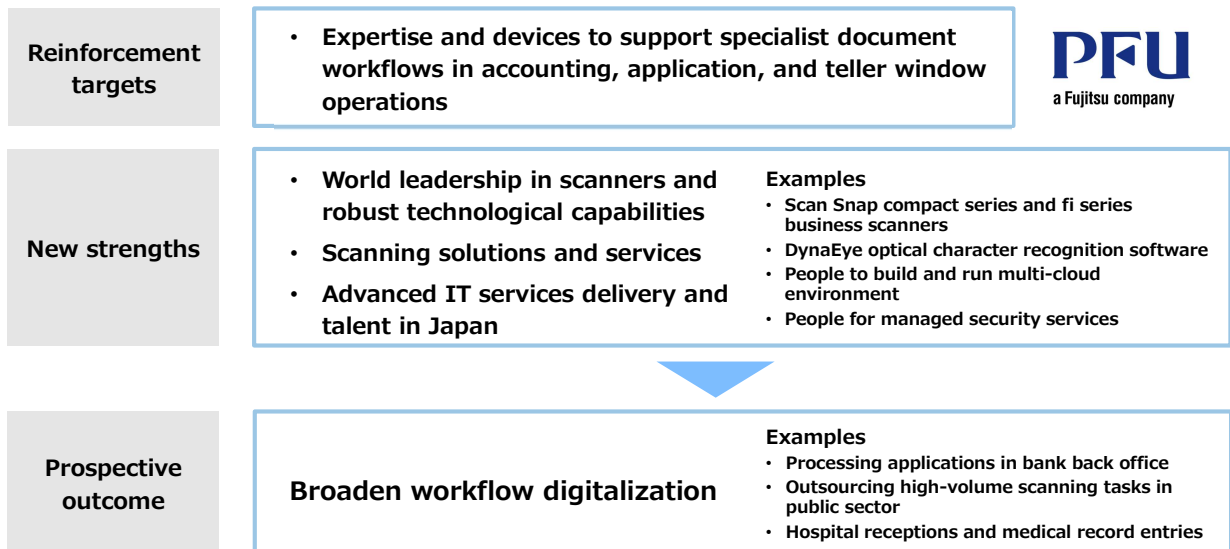 Reinforcement
targets
• Expertise and devices to support specialist document
workflows in accounting, application, and teller window
operations
PFU
a Fujitsu company
New strengths
• World leadership in scanners and
robust technological capabilities
• Scanning solutions and services
• Advanced IT services delivery and
talent in Japan
Examples
• Scan Snap compact series and fi series
business scanners
• DynaEye optical character recognition software
• People to build and run multi-cloud
environment
• People for managed security services
Prospective
outcome
Broaden workflow digitalization
Examples
• Processing applications in bank back office
• Outsourcing high-volume scanning tasks in
public sector
• Hospital receptions and medical record entries